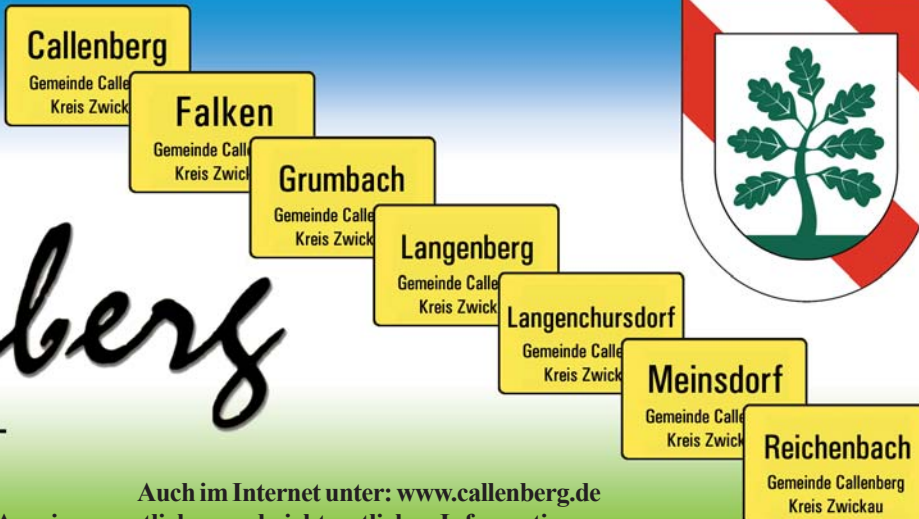 Callenberg
Gemeinde Calle
Kreis Zwick
Falken
Gemeinde Call
Kreis Zwick
Grumbach
Gemeinde Calle
Kreis Zwick
Langenberg
Gemeinde Calle
Kreis Zwick
Langenchursdorf
Gemeinde Calle
Kreis Zwick
Meinsdorf
Gemeinde Calle
Kreis Zwick
Reichenbach
Gemeinde Callenberg
Kreis Zwickau
berg
Auch im Internet unter: www.callenberg.de